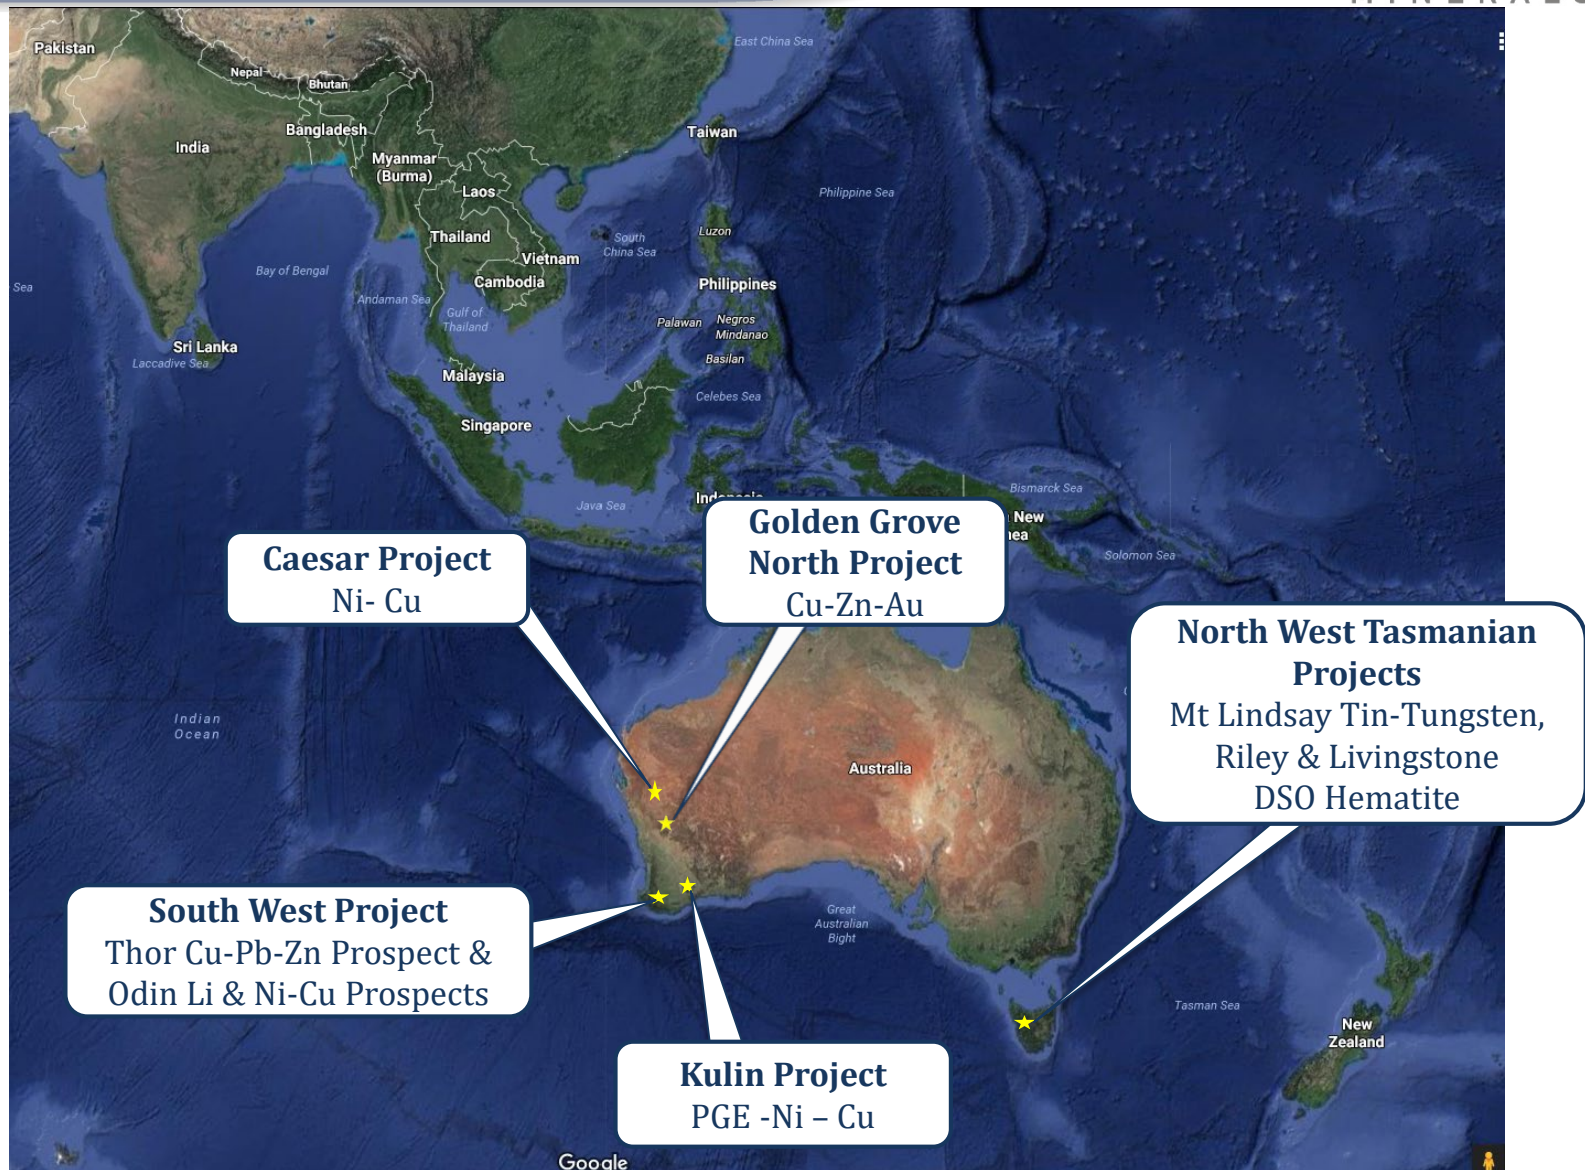 East China Sea
Pakistan
Nepal
Bhutan
Bangladesh
Taiwan
India
Myanmar
(Burma)
Laos
Philippine Sea
Thailand
Luzon
South
China Sea
Vietnam
Bay of Bengal
Cambodia
Philippines
Sea
Andaman Sea
Gulf of
Thailand
Palawan
Negros
Mindanao
Sri Lanka
Basilan
Laccadive Sea
Malaysia
Celebes Sea
Singapore
Bismarck Sea
Java Sea
New
Solomon Sea
Caesar Project
Ni- Cu
Golden Grove
North Project
Cu-Zn-Au
North West Tasmanian
Projects
Mt Lindsay Tin-Tungsten,
Riley & Livingstone
DSO Hematite
Indian
Ocean
Australia
South West Project
Thor Cu-Pb-Zn Prospect &
Odin Li & Ni-Cu Prospects
Great
Australian
Bight
Tasman Sea
New
Zealand
Kulin Project
PGE -Ni – Cu
Google